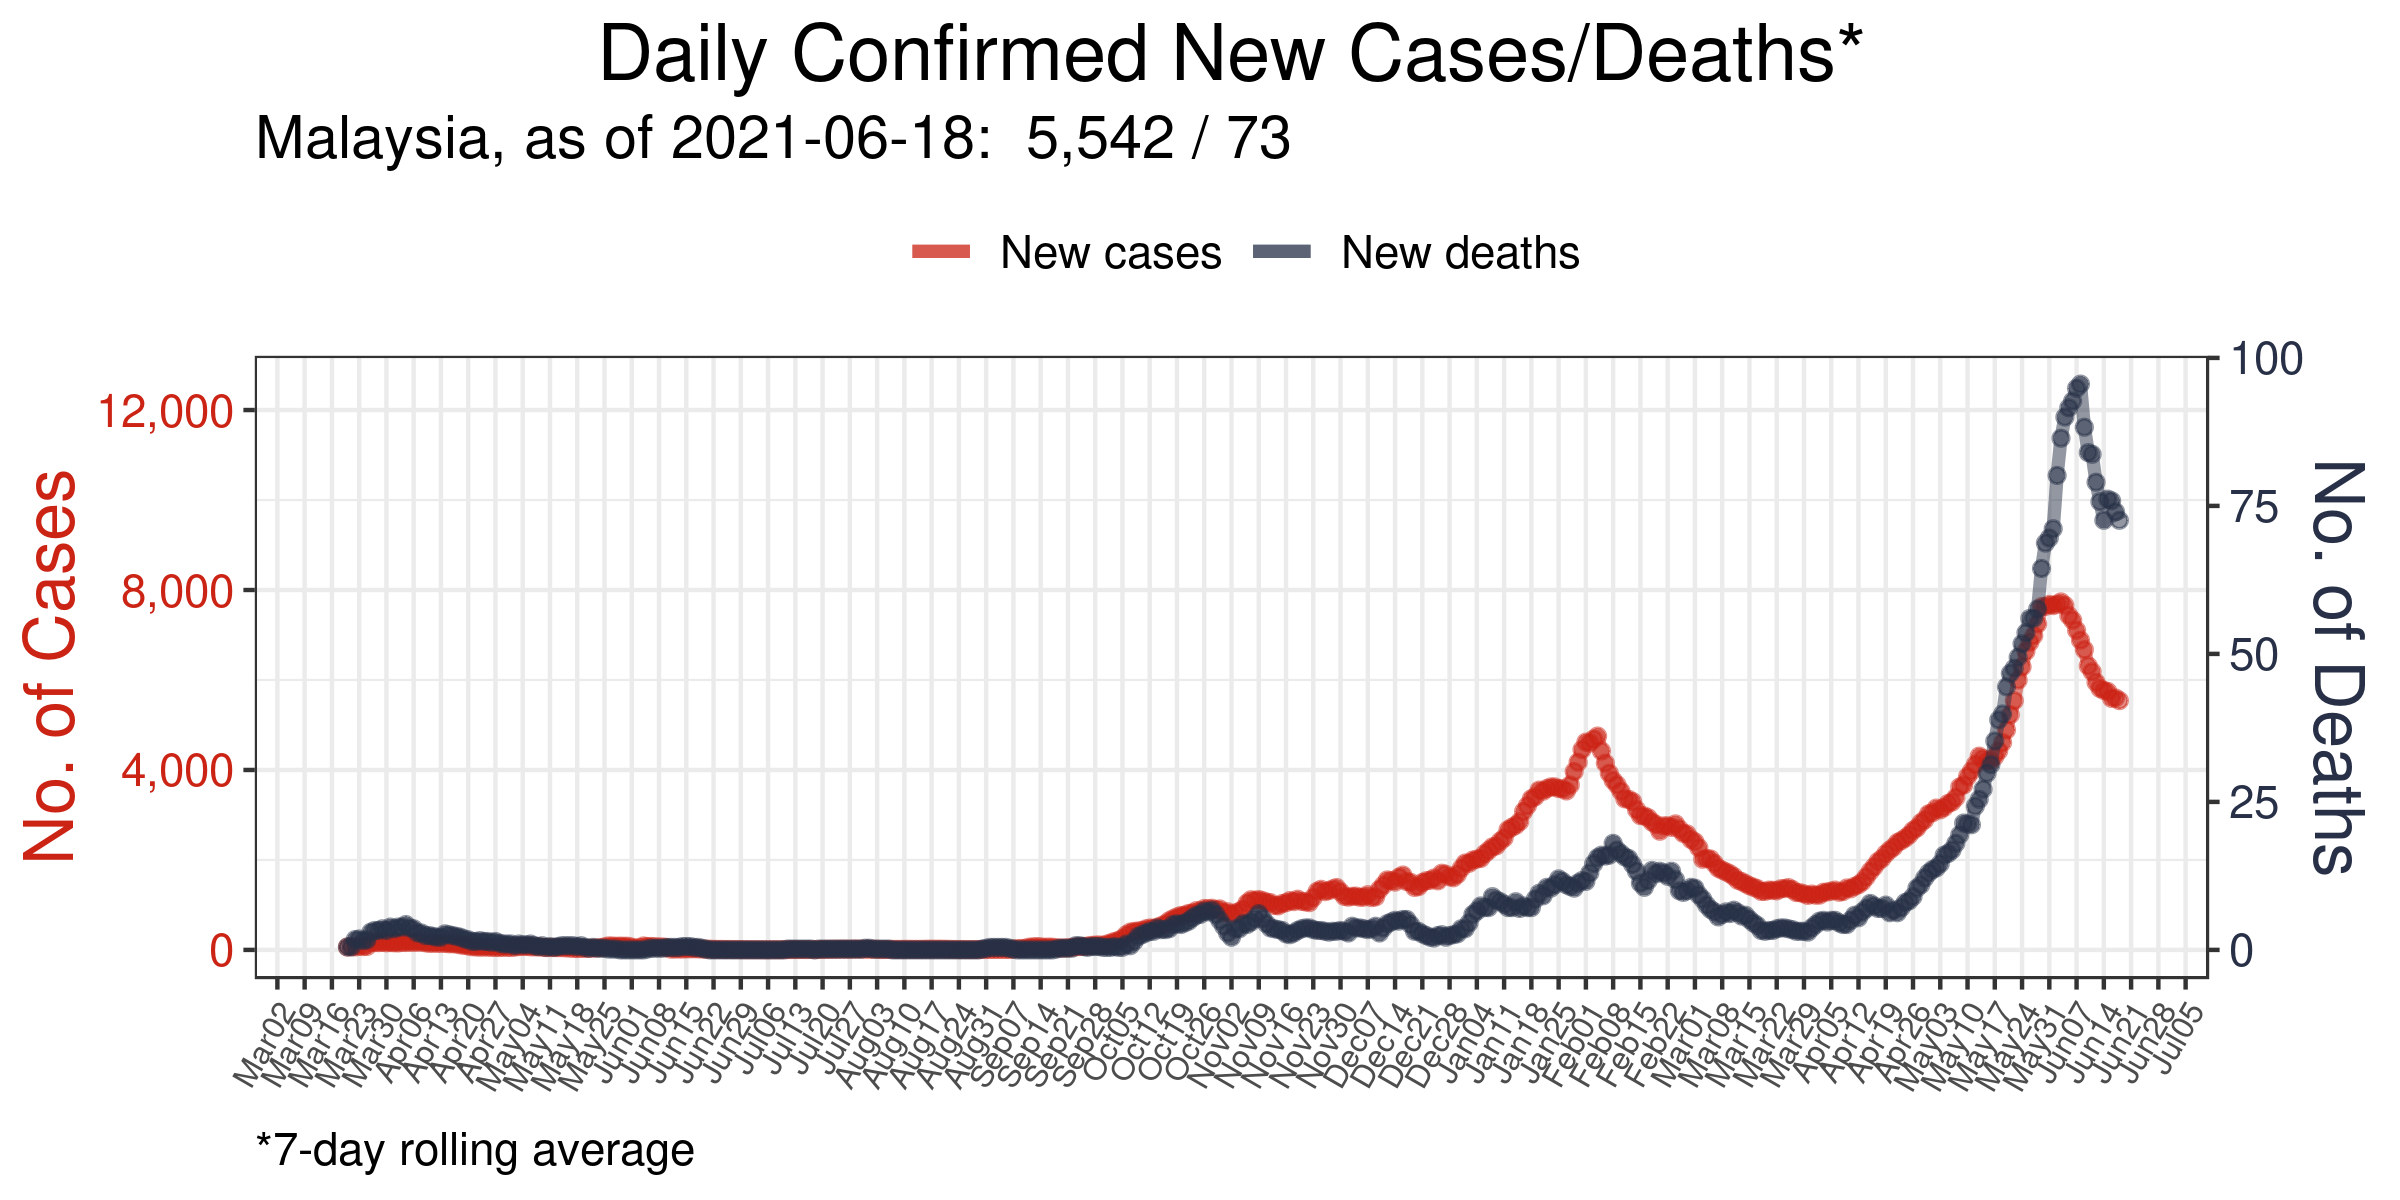 Daily Confirmed New Cases/Deaths*
Malaysia, as of 2021-06-18:  5,542 / 73
New cases
New deaths
No. of Cases
12,000
8,000
4,000
0
100
75
50
25
0
No. of Deaths
Mar02
Mar09
Mar16
Mar23
Mar30
Apr06
Apr13
Apr20
Apr27
May04
May11
May18
May25
Jun01
Jun08
Jun15
Jun22
Jun29
Jul06
Jul13
Jul20
Jul27
Aug03
Aug10
Aug17
Aug24
Aug31
Sep07
Sep14
Sep21
Sep28
Oct05
Oct12
Oct19
Oct26
Nov02
Nov09
Nov16
Nov23
Nov30
Dec07
Dec14
Dec21
Dec28
Jan04
Jan11
Jan18
Jan25
Feb01
Feb08
Feb15
Feb22
Mar01
Mar08
Mar15
Mar22
Mar29
Apr05
Apr12
Apr19
Apr26
May03
May10
May17
May24
May31
Jun07
Jun14
Jun21
Jun28
Jul05
*7-day rolling average